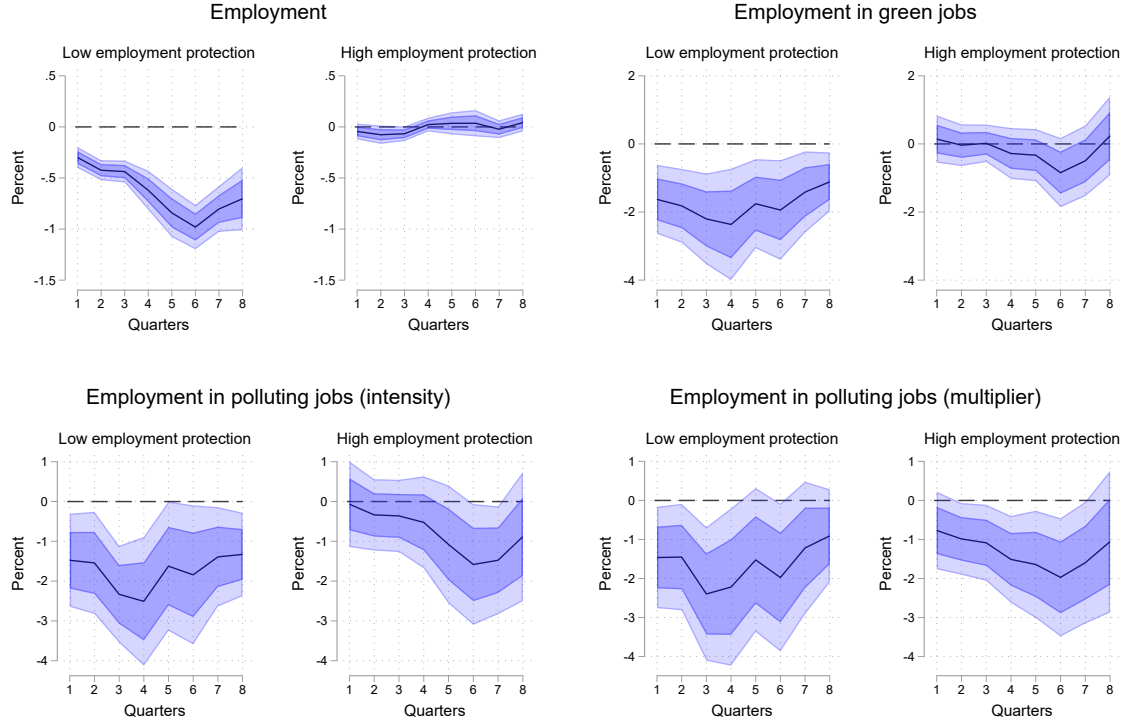 Employment
Low employment protection
High employment protection
Percent
.5
0
-.5
-1
-1.5
1 2 3 4 5 6 7 8
Quarters
Percent
.5
0
-.5
-1
-1.5
1 2 3 4 5 6 7 8
Quarters
Employment in green jobs
Low employment protection
High employment protection
Percent
2
0
-2
-4
1 2 3 4 5 6 7 8
Quarters
Percent
2
0
-2
-4
1 2 3 4 5 6 7 8
Quarters
Employment in polluting jobs (intensity)
Low employment protection
High employment protection
Percent
1
0
-1
-2
-3
-4
1 2 3 4 5 6 7 8
Quarters
Percent
1
0
-1
-2
-3
-4
1 2 3 4 5 6 7 8
Quarters
Employment in polluting jobs (multiplier)
Low employment protection
High employment protection
Percent
1
0
-1
-2
-3
-4
1 2 3 4 5 6 7 8
Quarters
Percent
1
0
-1
-2
-3
-4
1 2 3 4 5 6 7 8
Quarters